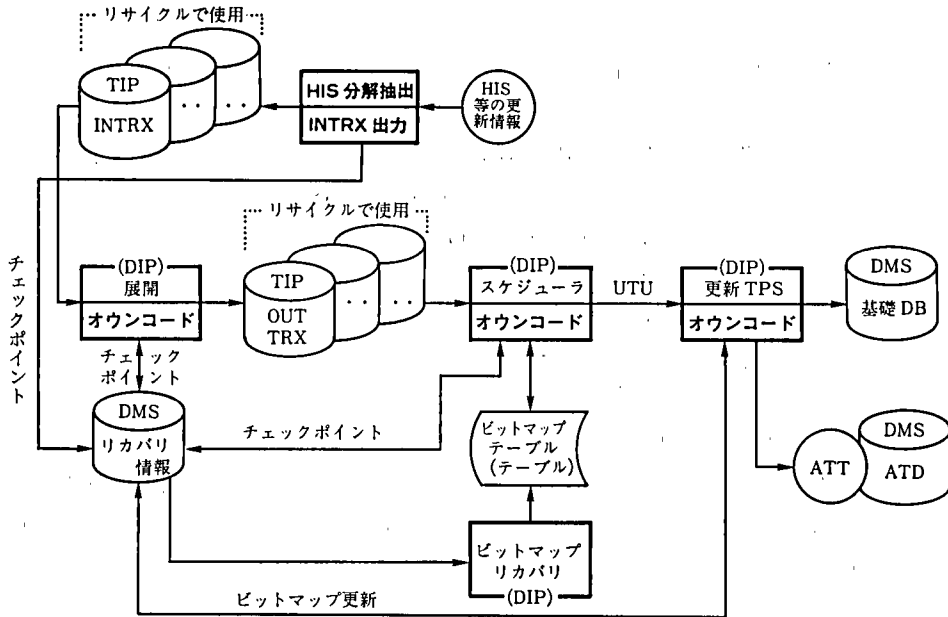 リサイクルで使用
TIP
INTRX
HIS 分解抽出
INTRX 出力
HIS
等の更
新情報
チェックポイント
リサイクルで使用
(DIP)
展開
オウンコード
TIP
OUT
TRX
(DIP)
スケジューラ
オウンコード
UTU
(DIP)
更新 TPS
オウンコード
DMS
基礎 DB
チェック
ポイント
DMS
リカバリ
情報
チェックポイント
ビットマップ
テーブル
(テーブル)
ATT
DMS
ATD
ビットマップ
リカバリ
(DIP)
ビットマップ更新